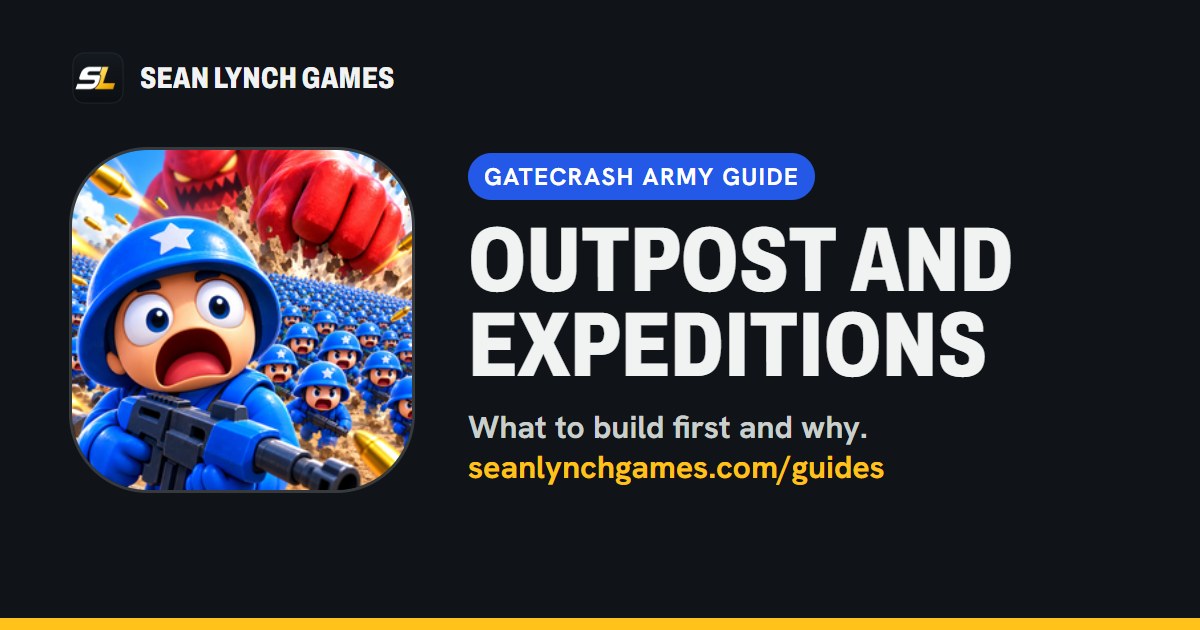 SL
SEAN LYNCH GAMES
GATECRASH ARMY GUIDE
OUTPOST AND
EXPEDITIONS
What to build first and why.
seanlynchgames.com/guides